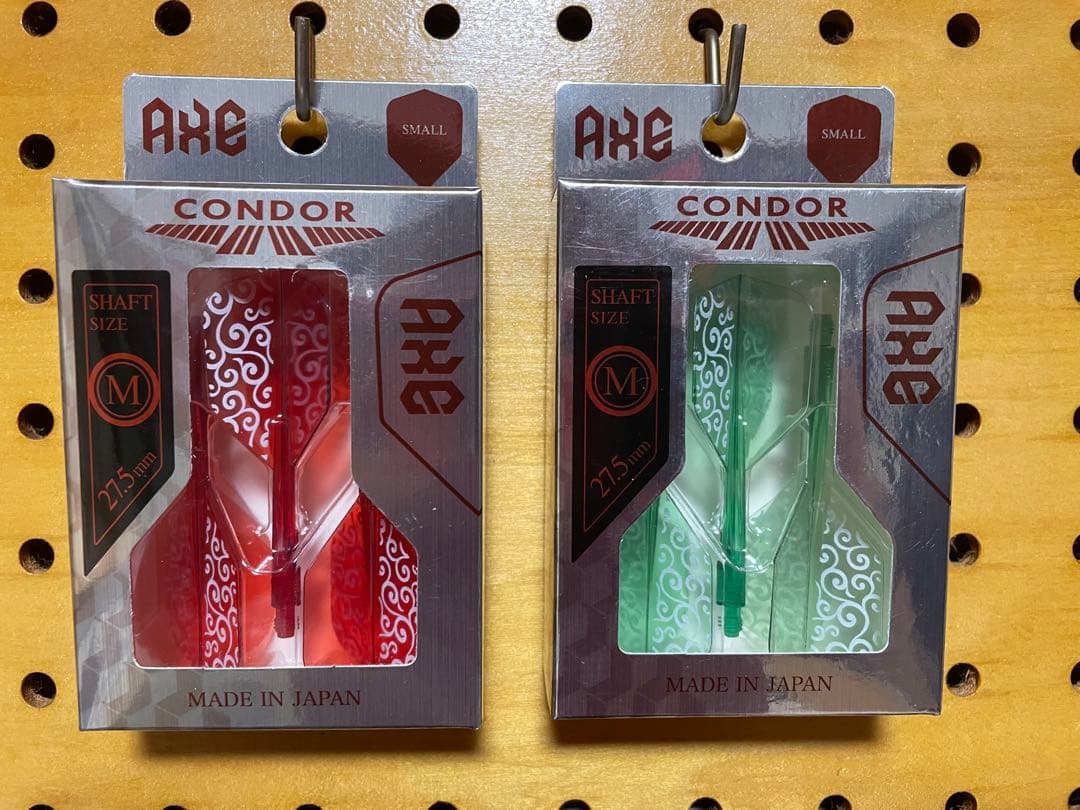 AXE
SMALL
CONDOR
SHAFT
SIZE
M
27.5mm
AXE
MADE IN JAPAN
AXE
SMALL
CONDOR
SHAFT
SIZE
M
27.5mm
AXE
MADE IN JAPAN